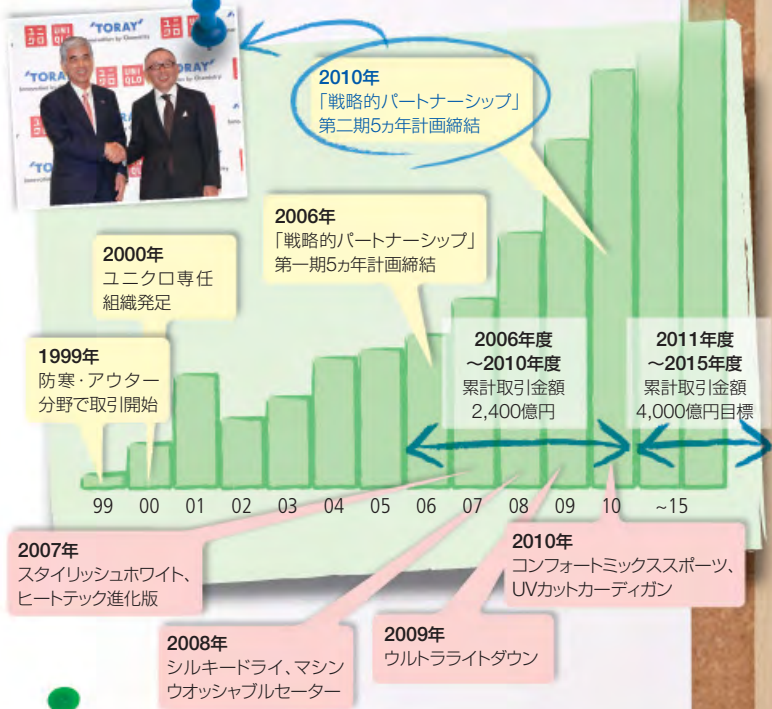 ユニクロ
UNI
QLO
'TORAY'
Innovation by Chemistry
2010年
「戦略的パートナーシップ」
第二期5ヵ年計画締結
2006年
「戦略的パートナーシップ」
第一期5ヵ年計画締結
2000年
ユニクロ専任
組織発足
1999年
防寒・アウター
分野で取引開始
2006年度
〜2010年度
累計取引金額
2,400億円
2011年度
〜2015年度
累計取引金額
4,000億円目標
99 00 01 02 03 04 05 06 07 08 09 10 ~15
2007年
スタイリッシュホワイト、
ヒートテック進化版
2010年
コンフォートミックススポーツ、
UVカットカーディガン
2008年
シルキードライ、マシン
ウオッシャブルセーター
2009年
ウルトラライトダウン